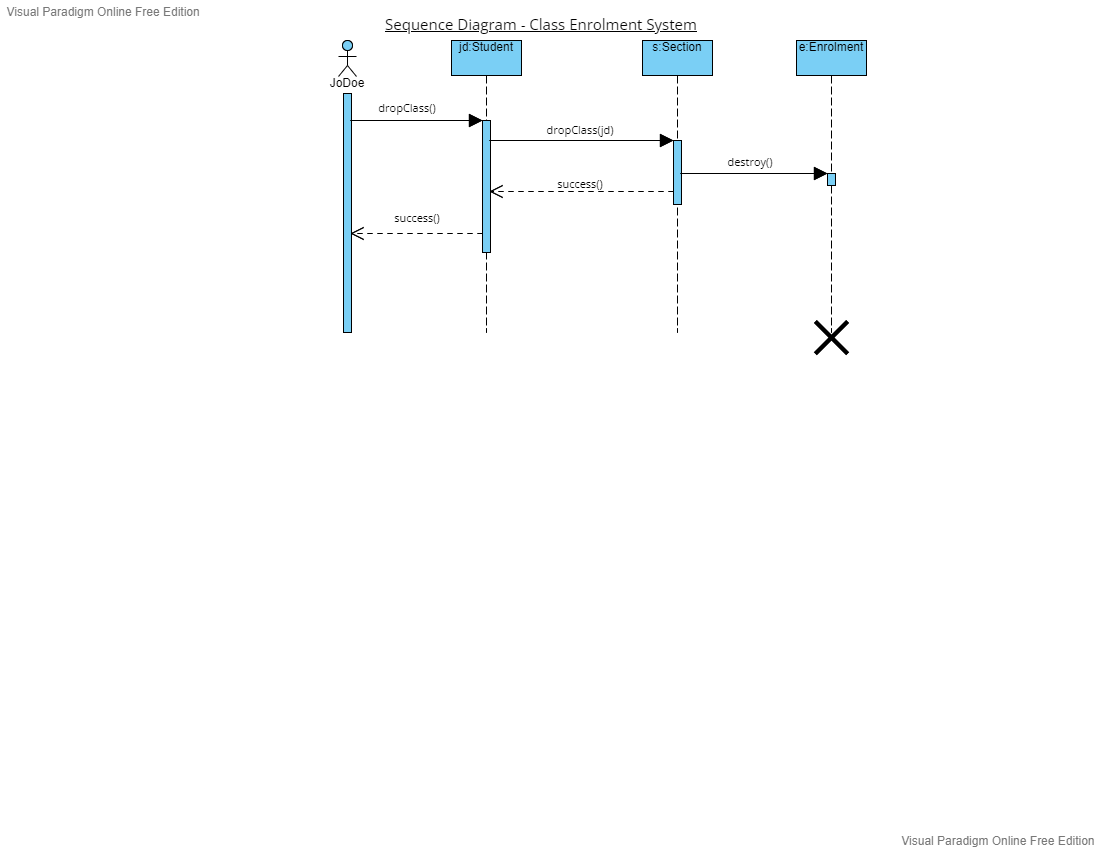 Visual Paradigm Online Free Edition
Sequence Diagram - Class Enrolment System
jd:Student
s:Section
e:Enrolment
JoDoe
dropClass()
dropClass(jd)
destroy()
success()
success()
Visual Paradigm Online Free Edition